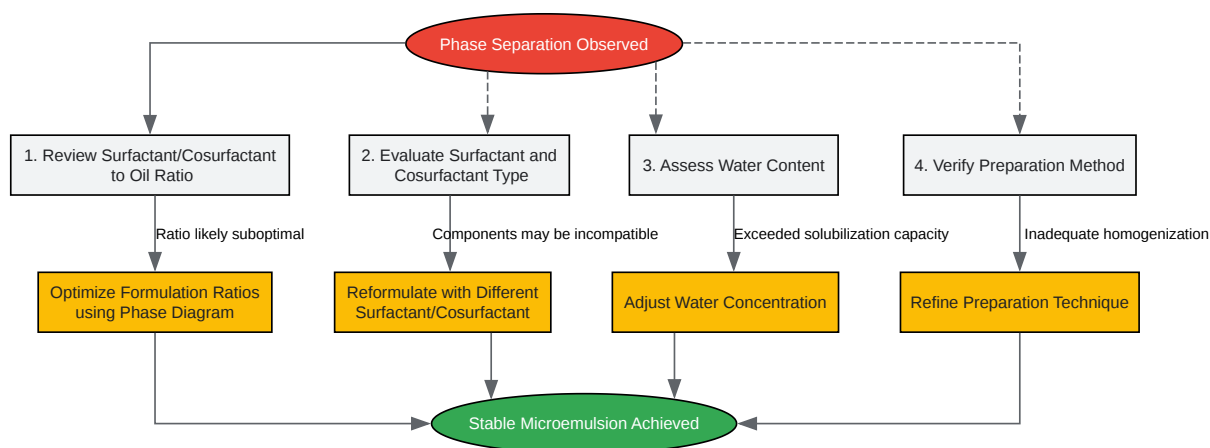 Phase Separation Observed
1. Review Surfactant/Cosurfactant
to Oil Ratio
2. Evaluate Surfactant and
Cosurfactant Type
3. Assess Water Content
4. Verify Preparation Method
Ratio likely suboptimal
Components may be incompatible
Exceeded solubilization capacity
Inadequate homogenization
Optimize Formulation Ratios
using Phase Diagram
Reformulate with Different
Surfactant/Cosurfactant
Adjust Water Concentration
Refine Preparation Technique
Stable Microemulsion Achieved